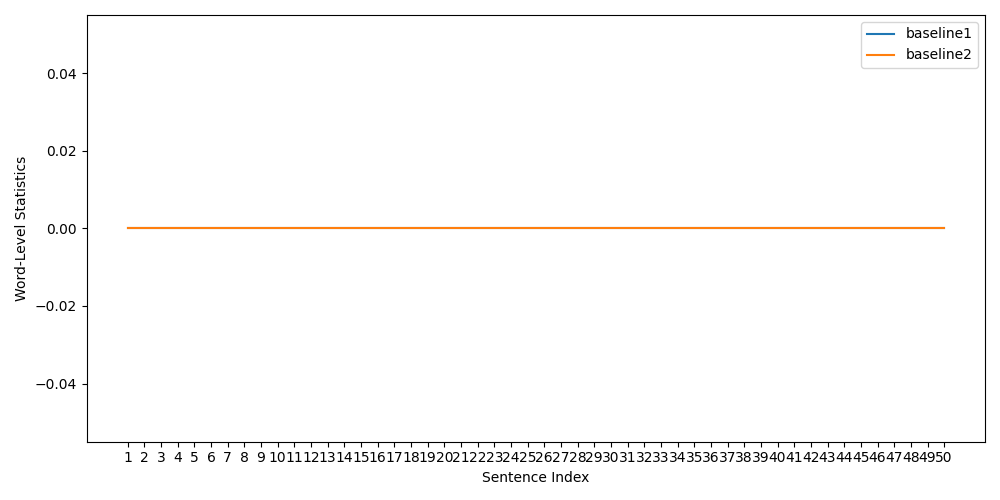 baseline1
baseline2
0.04
0.02
0.00
−0.02
−0.04
Word-Level Statistics
1 2 3 4 5 6 7 8 9 10 11 12 13 14 15 16 17 18 19 20 21 22 23 24 25 26 27 28 29 30 31 32 33 34 35 36 37 38 39 40 41 42 43 44 45 46 47 48 49 50
Sentence Index